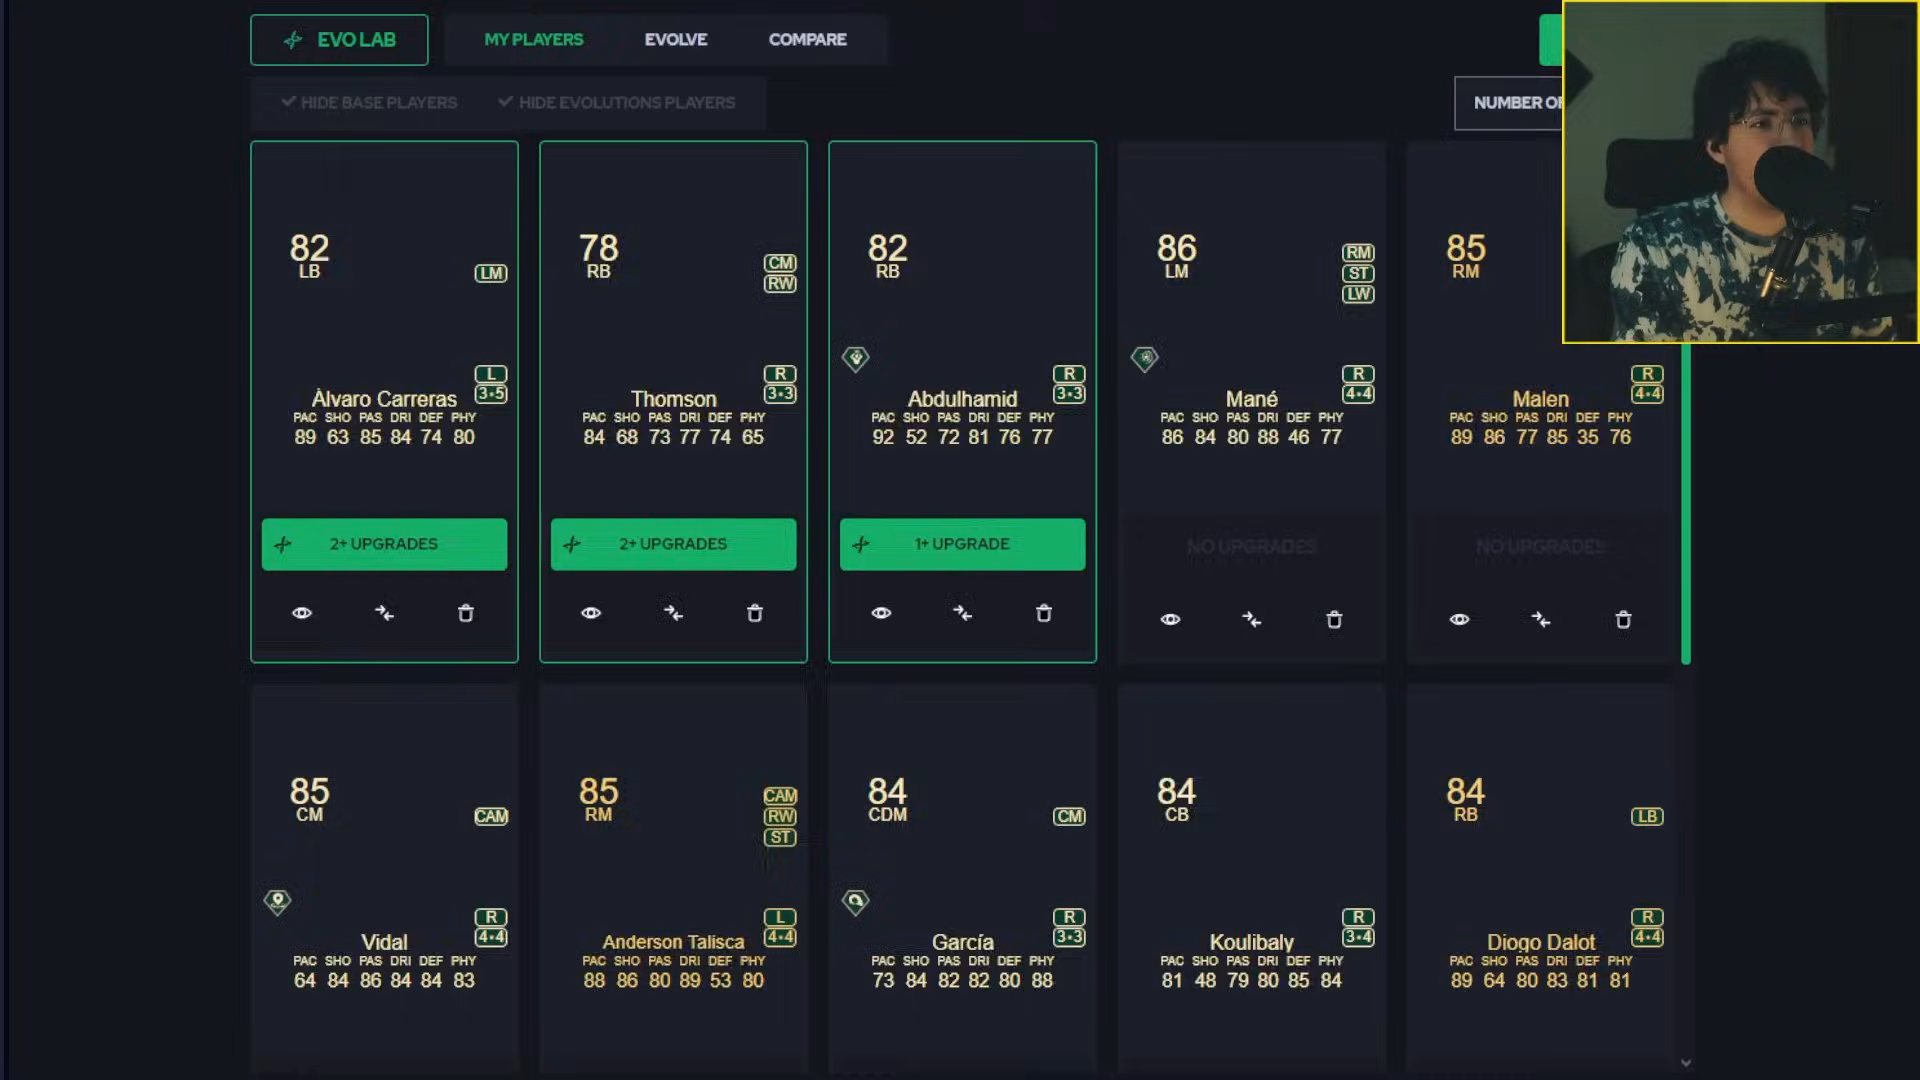 EVO LAB
MY PLAYERS EVOLVE COMPARE
HIDE BASE PLAYERS HIDE EVOLUTIONS PLAYERS
NUMBER OF
82
LB
LM
L
3•5
Àlvaro Carreras
PAC SHO PAS DRI DEF PHY
89 63 85 84 74 80
2+ UPGRADES
78
RB
CM
RW
R
3•3
Thomson
PAC SHO PAS DRI DEF PHY
84 68 73 77 74 65
2+ UPGRADES
82
RB
R
3•3
Abdulhamid
PAC SHO PAS DRI DEF PHY
92 52 72 81 76 77
1+ UPGRADE
86
LM
RM
ST
LW
R
4•4
Mané
PAC SHO PAS DRI DEF PHY
86 84 80 88 46 77
NO UPGRADES
85
RM
R
4•4
Malen
PAC SHO PAS DRI DEF PHY
89 86 77 85 35 76
NO UPGRADES
85
CM
CAM
R
4•4
Vidal
PAC SHO PAS DRI DEF PHY
64 84 86 84 84 83
85
RM
CAM
RW
ST
L
4•4
Anderson Talisca
PAC SHO PAS DRI DEF PHY
88 86 80 89 53 80
84
CDM
CM
R
3•3
García
PAC SHO PAS DRI DEF PHY
73 84 82 82 80 88
84
CB
R
3•4
Koulibaly
PAC SHO PAS DRI DEF PHY
81 48 79 80 85 84
84
RB
LB
R
4•4
Diogo Dalot
PAC SHO PAS DRI DEF PHY
89 64 80 83 81 81